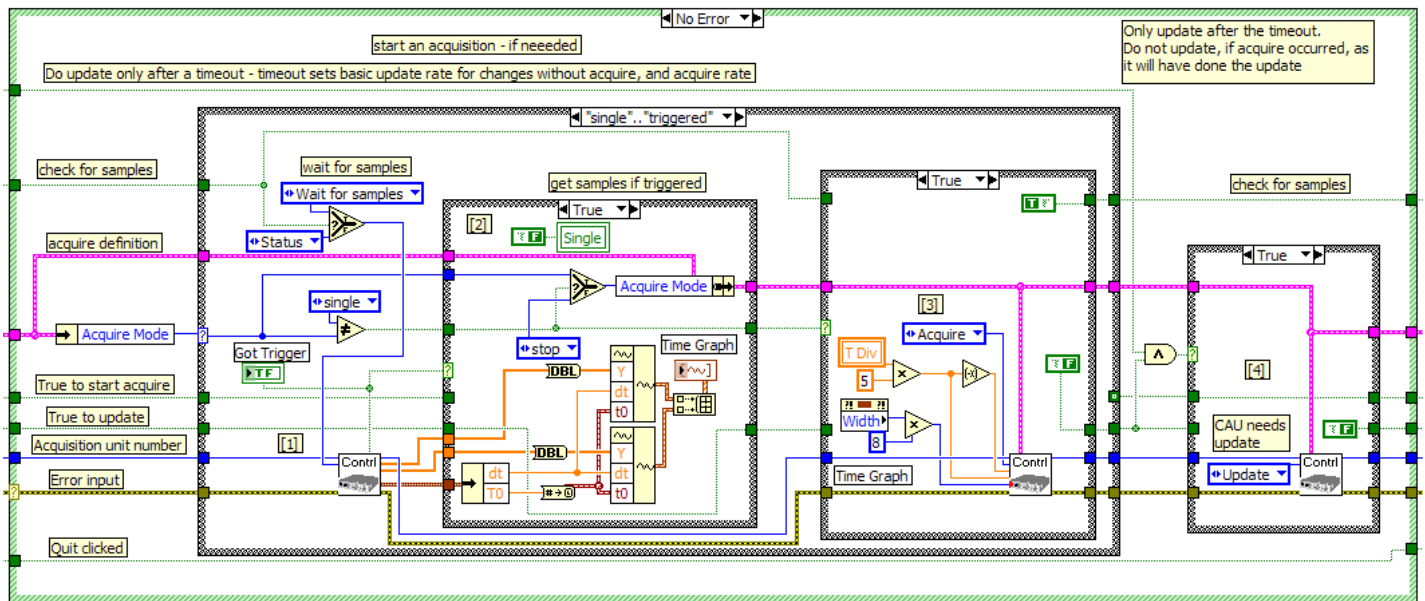 No Error
start an acquisition - if neeeded
Only update after the timeout.
Do not update, if acquire occurred, as
it will have done the update
Do update only after a timeout - timeout sets basic update rate for changes without acquire, and acquire rate
"single".."triggered"
check for samples
wait for samples
Wait for samples
get samples if triggered
True
True
check for samples
True
[2]
F
Single
T
Status
acquire definition
Acquire Mode
single
Acquire Mode
[3]
Acquire
stop
Got Trigger
TF
Time Graph
T Div
5
x
F
[4]
True to start acquire
DBL
Y
dt
t0
Width
8
x
True to update
Acquisition unit number
[1]
DBL
Y
dt
t0
CAU needs
update
F
Contrl
dt
T0
Time Graph
Contrl
Update
Contrl
Error input
Quit clicked